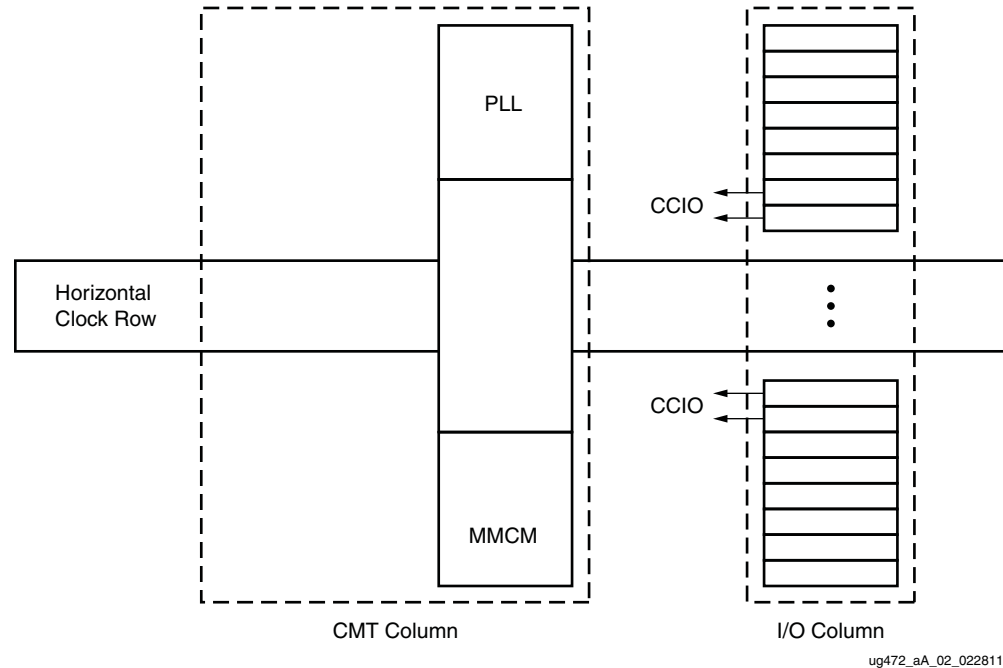 PLL
CCIO
Horizontal
Clock Row
CCIO
MMCM
CMT Column
I/O Column
ug472_aA_02_022811